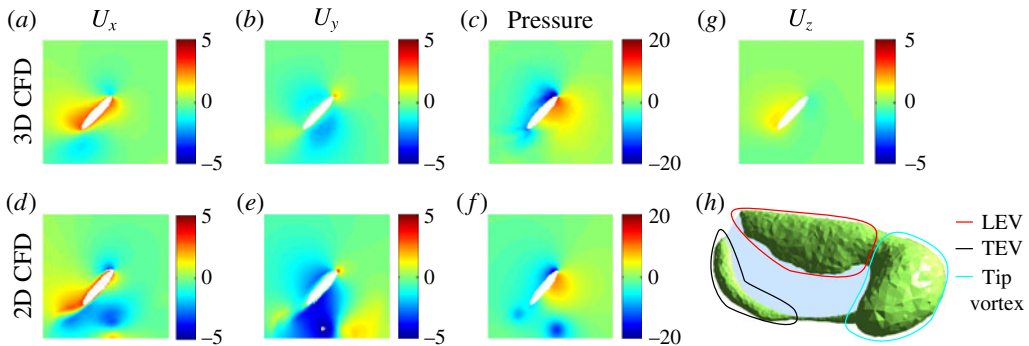 (a) Ux
(b) Uy
(c) Pressure
(g) Uz
3D CFD
5
0
–5
5
0
–5
20
0
–20
5
0
–5
(d)
(e)
(f)
(h)
2D CFD
5
0
–5
5
0
–5
20
0
–20
LEV
TEV
Tip
vortex